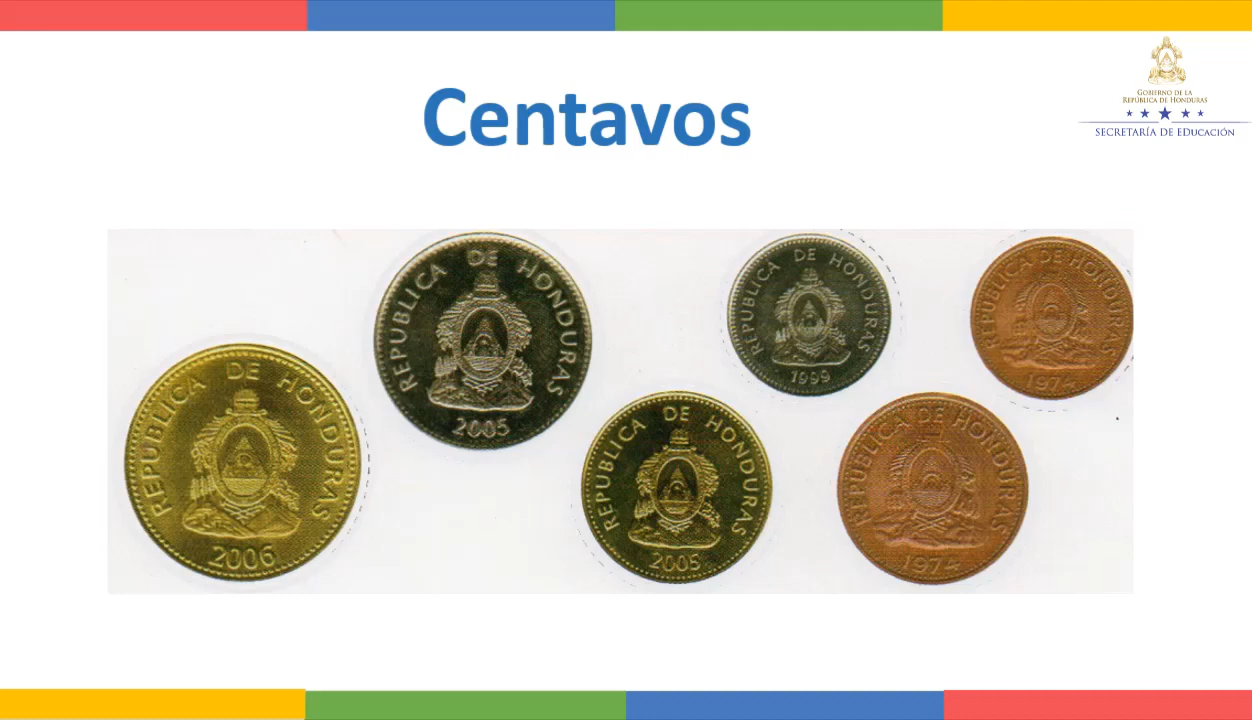 Centavos
GOBIERNO DE LA
REPÚBLICA DE HONDURAS
SECRETARÍA DE EDUCACIÓN
REPUBLICA DE HONDURAS
2006
REPUBLICA DE HONDURAS
2005
REPUBLICA DE HONDURAS
2005
REPUBLICA DE HONDURAS
1999
REPUBLICA DE HONDURAS
1974
REPUBLICA DE HONDURAS
1974